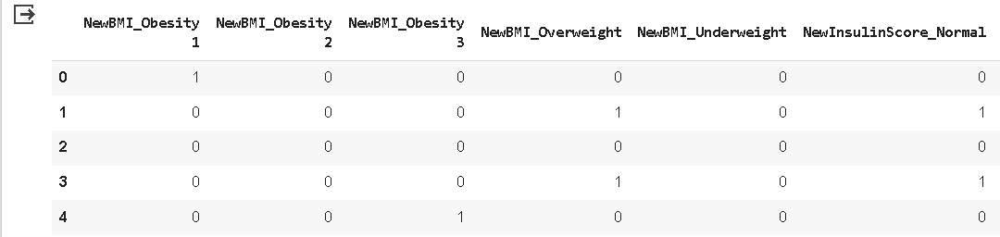 NewBMI_Obesity 1 NewBMI_Obesity 2 NewBMI_Obesity 3 NewBMI_Overweight NewBMI_Underweight NewInsulinScore_Normal
0 1 0 0 0 0 0
1 0 0 0 1 0 1
2 0 0 0 0 0 0
3 0 0 0 1 0 1
4 0 0 1 0 0 0